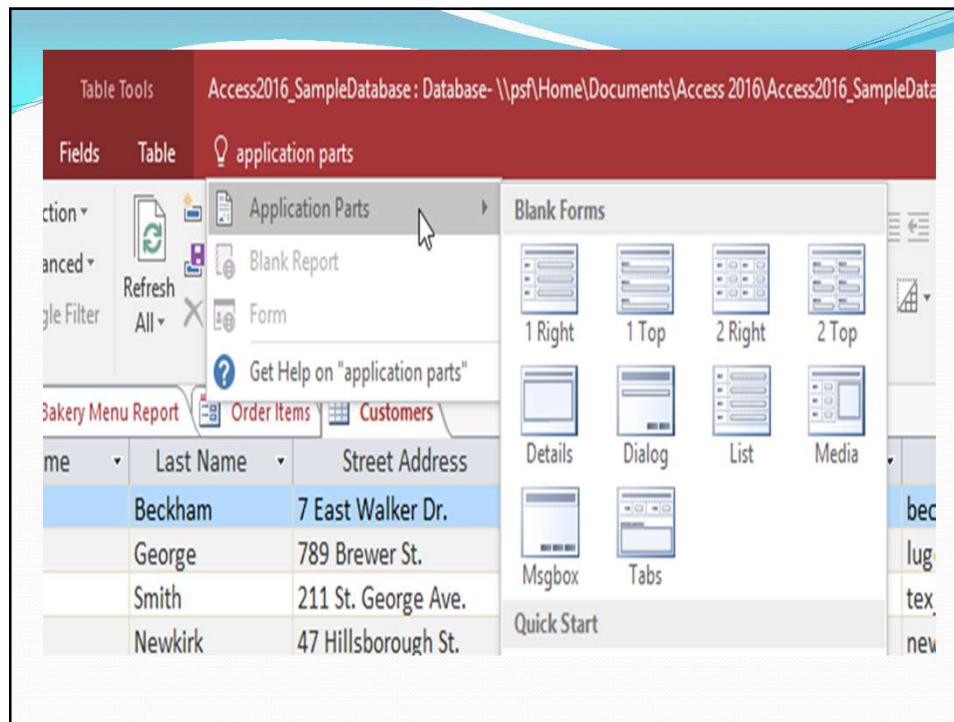 Table Tools
Access2016_SampleDatabase : Database- \\psf\Home\Documents\Access 2016\Access2016_SampleData
Fields
Table
application parts
ction
anced
gle Filter
Refresh
All
Application Parts
Blank Report
Form
Get Help on "application parts"
Blank Forms
1 Right
1 Top
2 Right
2 Top
Details
Dialog
List
Media
Msgbox
Tabs
Quick Start
Bakery Menu Report
Order Items
Customers
me
Last Name
Street Address
Beckham
7 East Walker Dr.
bec
George
789 Brewer St.
lug
Smith
211 St. George Ave.
tex_
Newkirk
47 Hillsborough St.
new